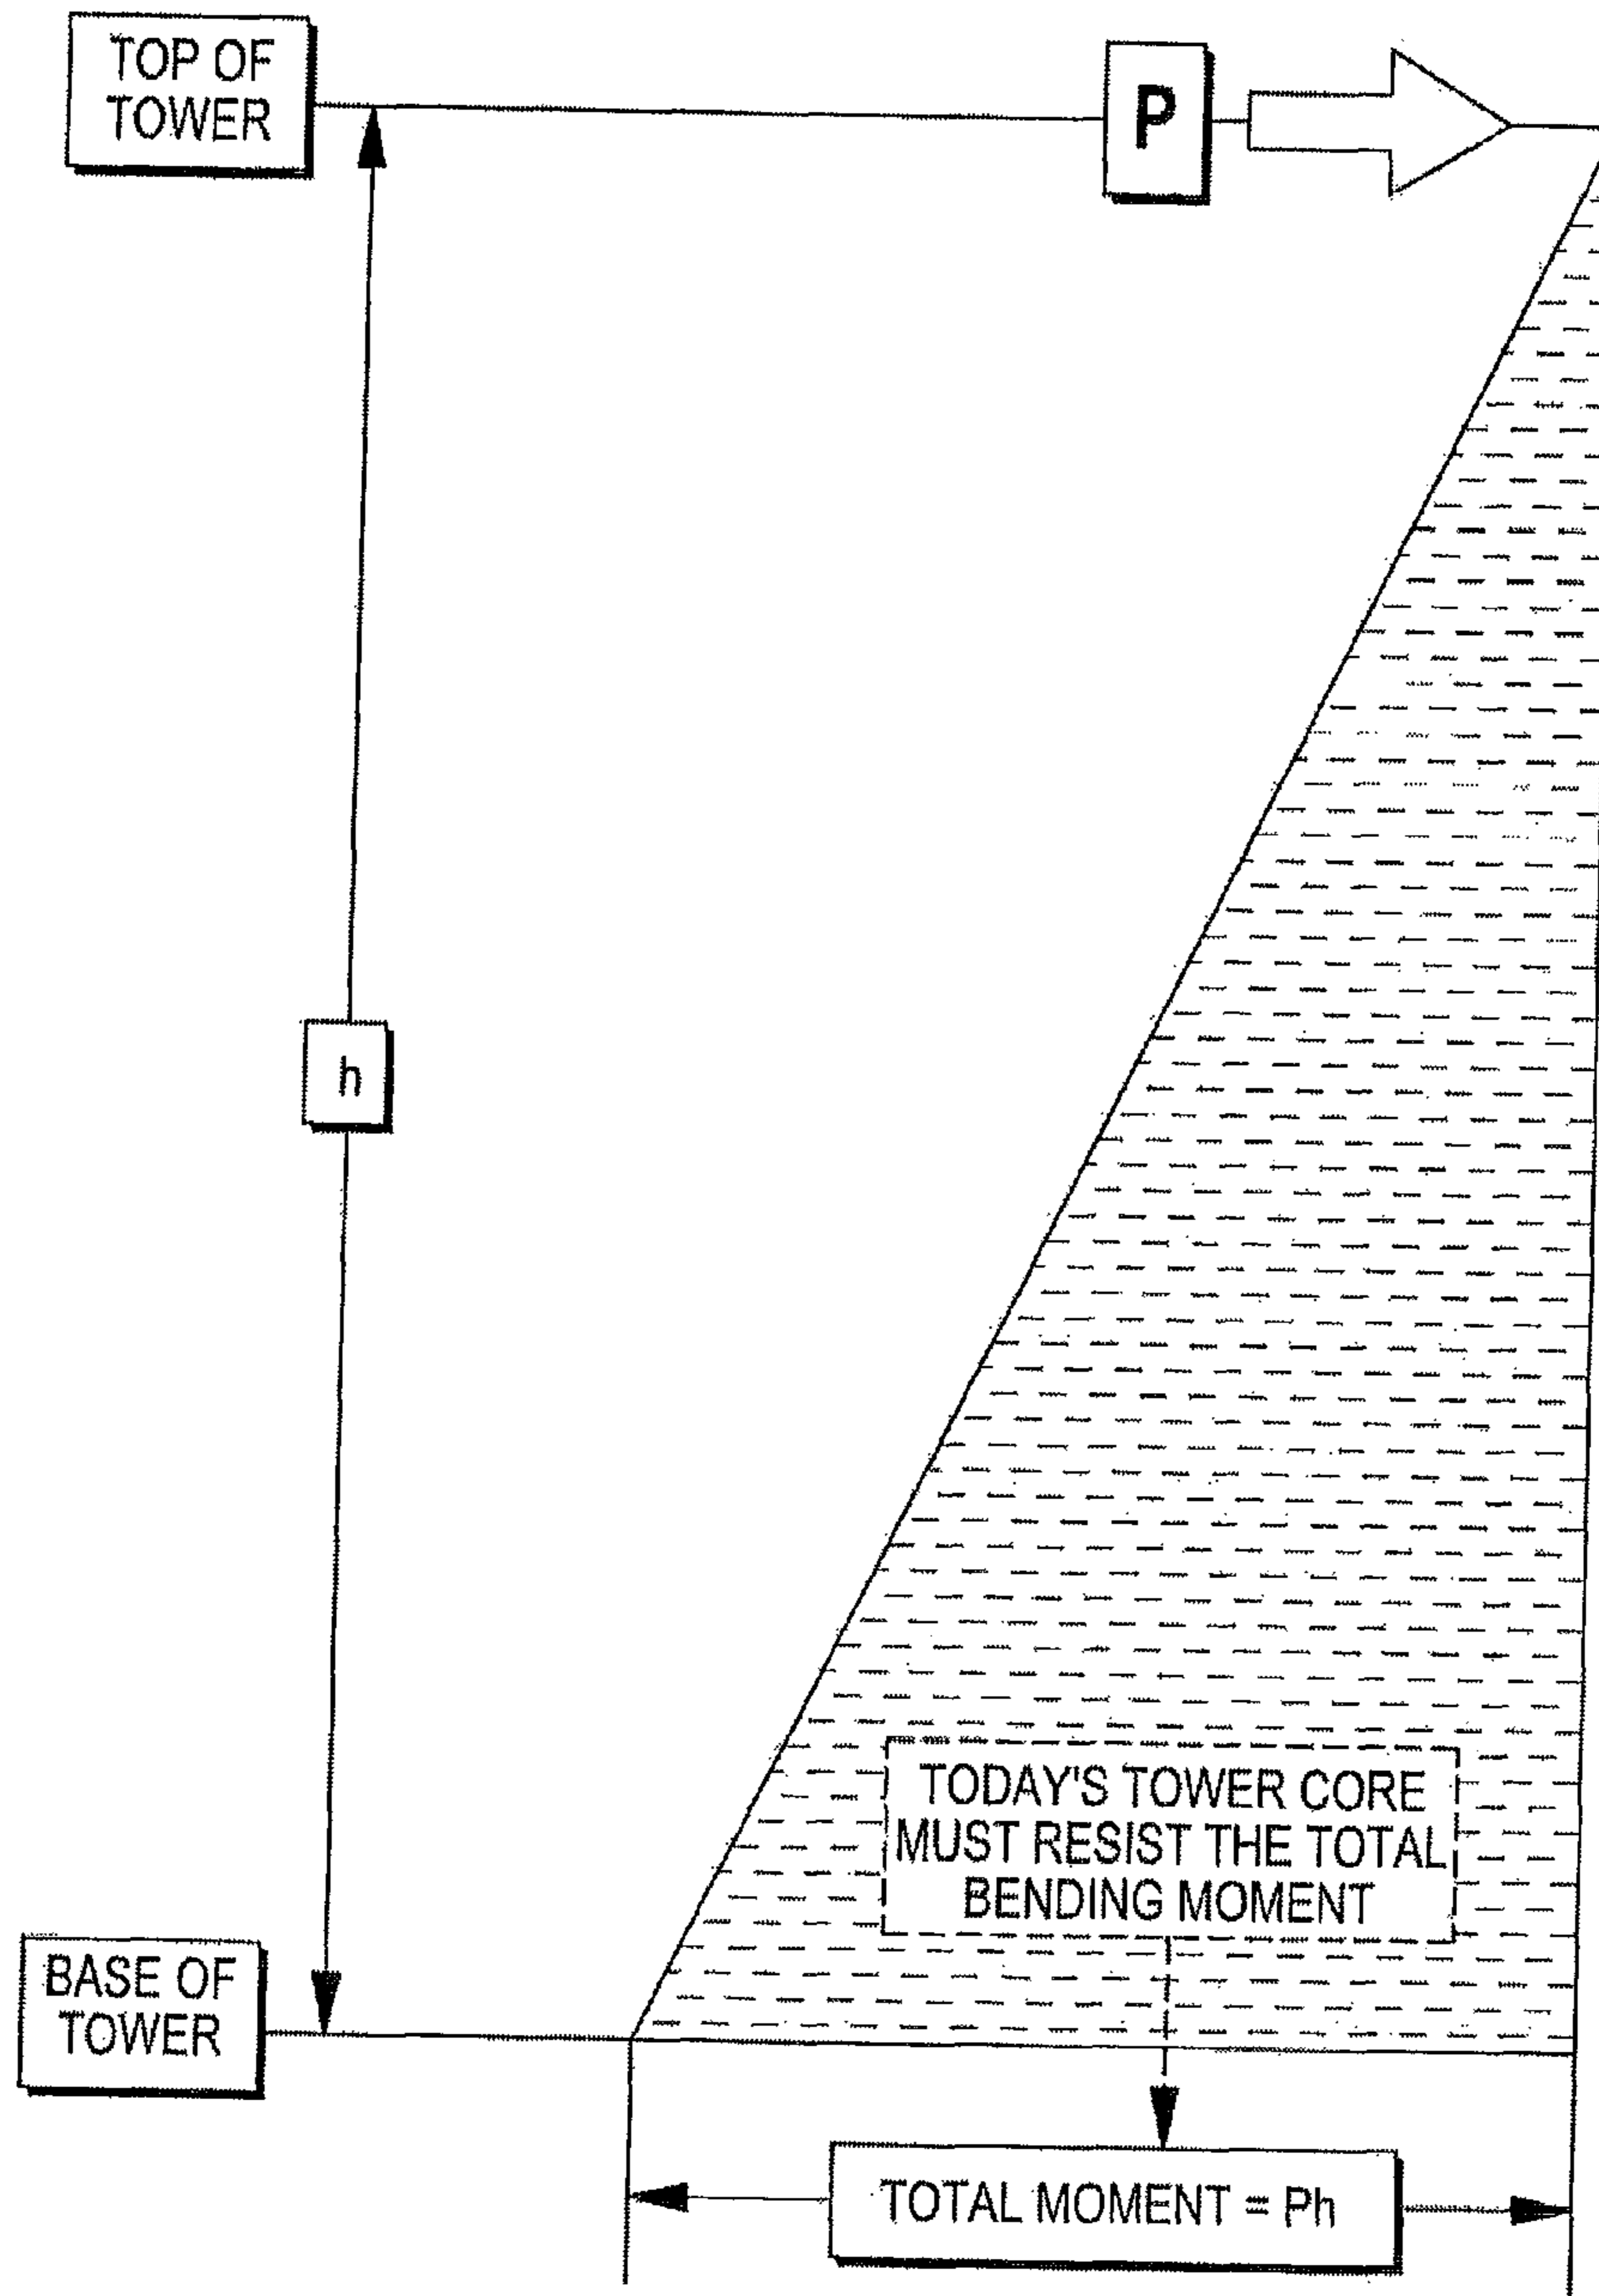 TOP OF
TOWER
P
h
TODAY'S TOWER CORE
MUST RESIST THE TOTAL
BENDING MOMENT
BASE OF
TOWER
TOTAL MOMENT = Ph